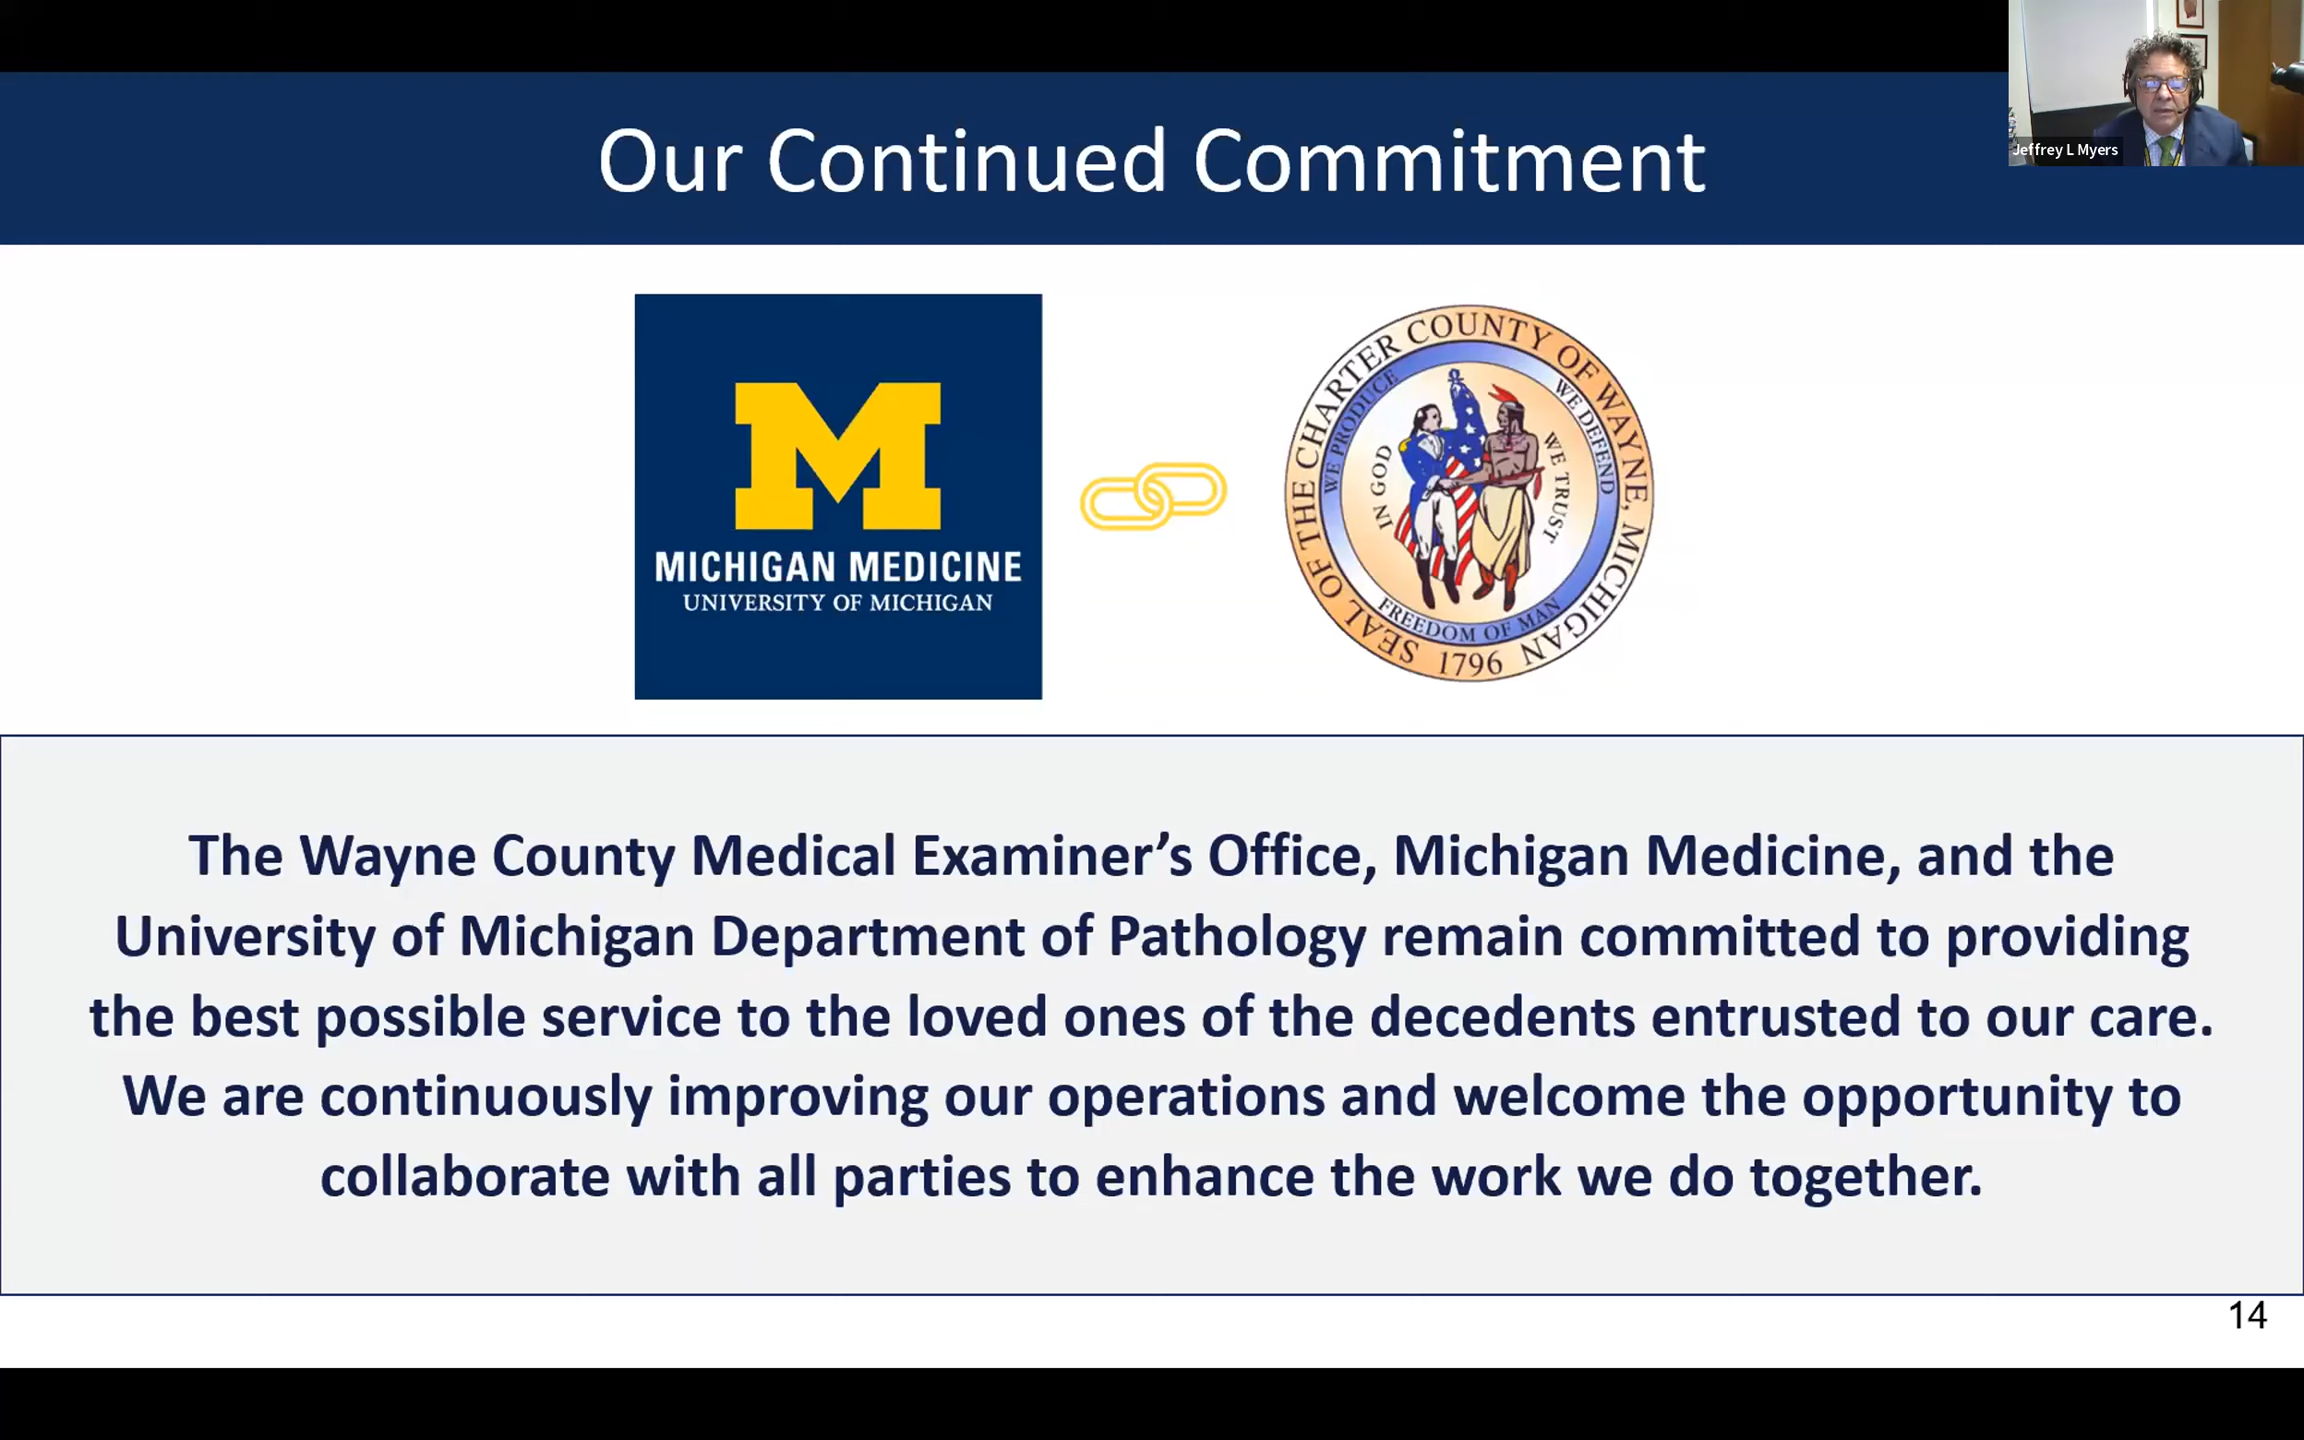 Our Continued Commitment
Jeffrey L Myers
M
MICHIGAN MEDICINE
UNIVERSITY OF MICHIGAN
SEAL OF THE CHARTER COUNTY OF WAYNE, MICHIGAN
1796
WE PRODUCE
WE DEFEND
FREEDOM OF MAN
IN GOD
WE TRUST
The Wayne County Medical Examiner’s Office, Michigan Medicine, and the
University of Michigan Department of Pathology remain committed to providing
the best possible service to the loved ones of the decedents entrusted to our care.
We are continuously improving our operations and welcome the opportunity to
collaborate with all parties to enhance the work we do together.
14